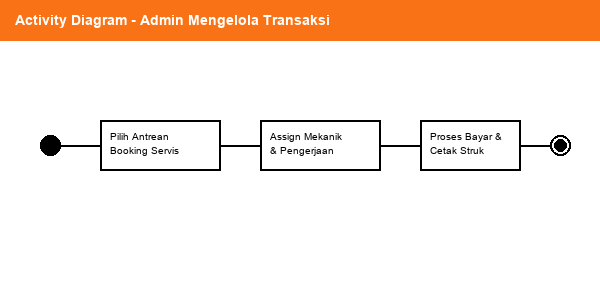 Activity Diagram - Admin Mengelola Transaksi
Pilih Antrean
Booking Servis
Assign Mekanik
& Pengerjaan
Proses Bayar &
Cetak Struk